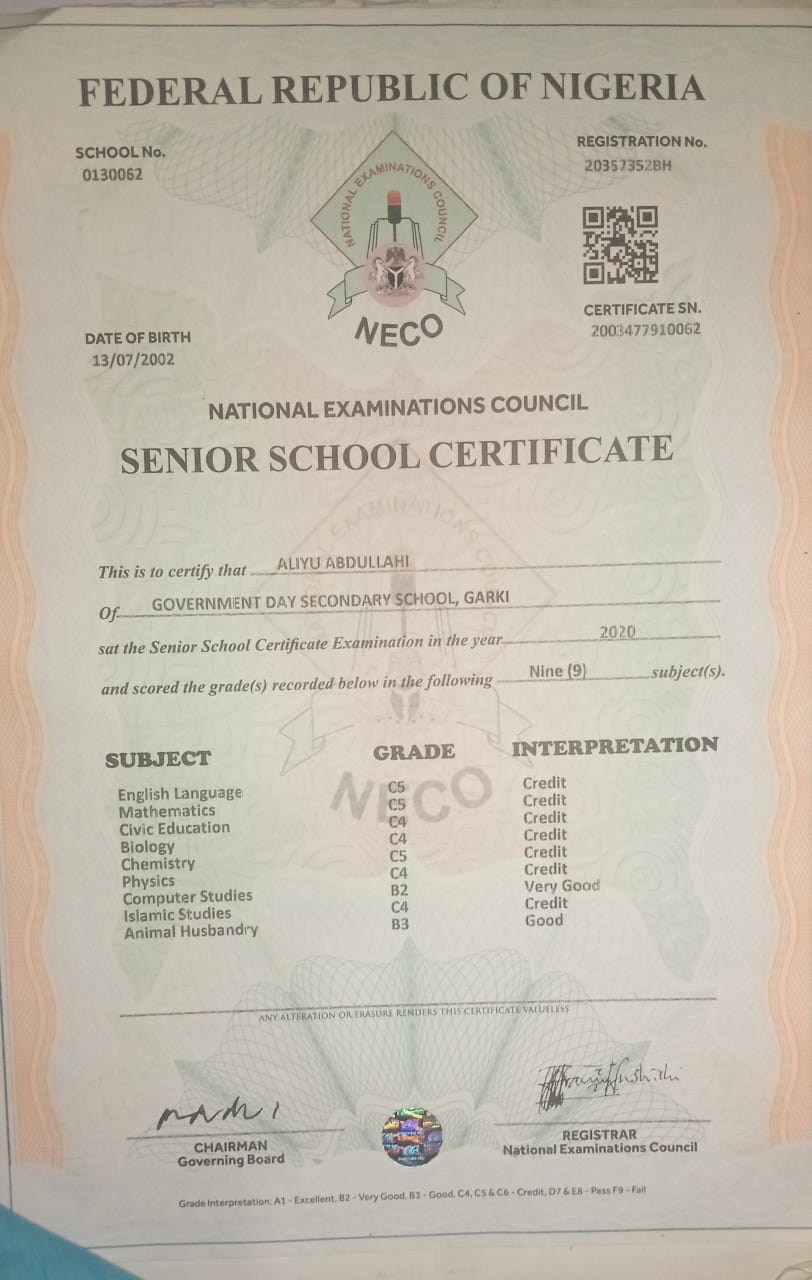 FEDERAL REPUBLIC OF NIGERIA
SCHOOL No.
0130062
REGISTRATION No.
20357352BH
NATIONAL EXAMINATIONS COUNCIL
NECO
CERTIFICATE SN.
2003477910062
DATE OF BIRTH
13/07/2002
NATIONAL EXAMINATIONS COUNCIL
SENIOR SCHOOL CERTIFICATE
This is to certify that ALIYU ABDULLAHI
Of GOVERNMENT DAY SECONDARY SCHOOL, GARKI
sat the Senior School Certificate Examination in the year 2020
and scored the grade(s) recorded below in the following Nine (9) subject(s).
SUBJECT GRADE INTERPRETATION
English Language C5 Credit
Mathematics C5 Credit
Civic Education C4 Credit
Biology C4 Credit
Chemistry C5 Credit
Physics C4 Credit
Computer Studies B2 Very Good
Islamic Studies C4 Credit
Animal Husbandry B3 Good
NECO
ANY ALTERATION OR ERASURE RENDERS THIS CERTIFICATE VALUELESS
CHAIRMAN
Governing Board
REGISTRAR
National Examinations Council
Grade Interpretation: A1 - Excellent, B2 - Very Good, B3 - Good, C4, C5 & C6 - Credit, D7 & E8 - Pass F9 - Fail